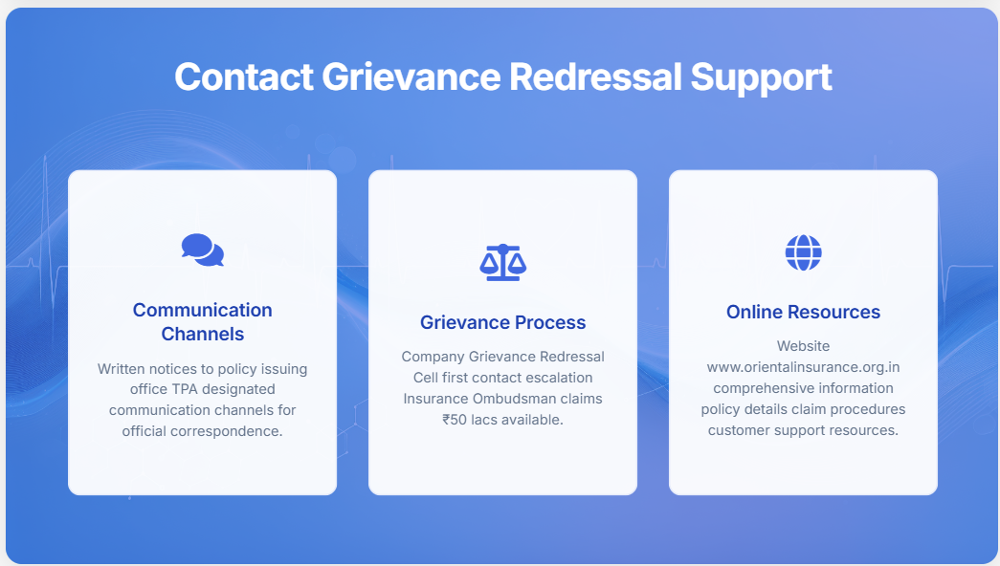 Contact Grievance Redressal Support
Communication
Channels
Written notices to policy issuing
office TPA designated
communication channels for
official correspondence.
Grievance Process
Company Grievance Redressal
Cell first contact escalation
Insurance Ombudsman claims
₹50 lacs available.
Online Resources
Website
www.orientalinsurance.org.in
comprehensive information
policy details claim procedures
customer support resources.